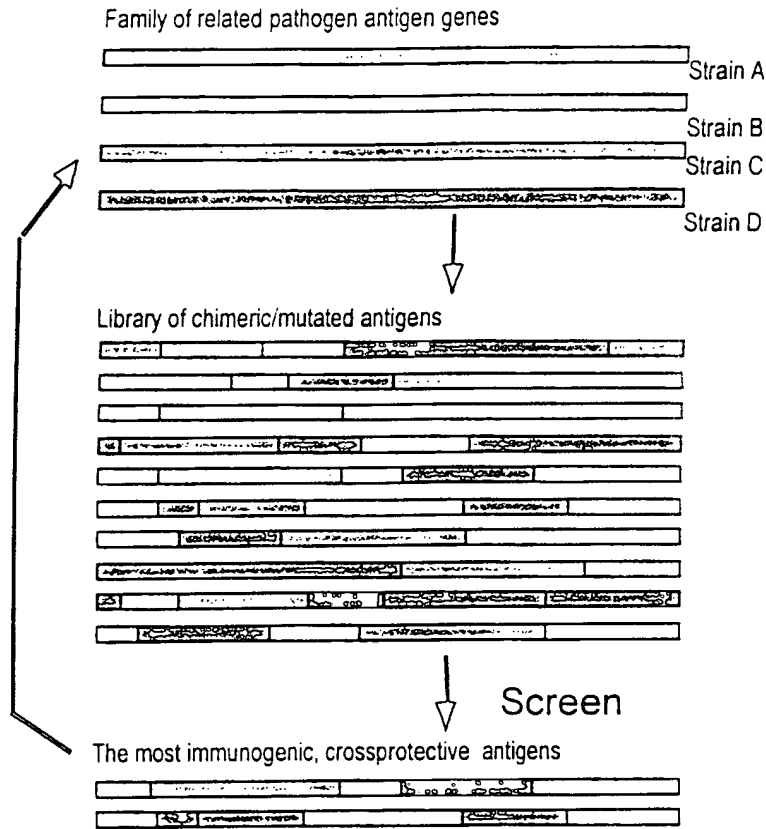 Family of related pathogen antigen genes
Strain A
Strain B
Strain C
Strain D
Library of chimeric/mutated antigens
Screen
The most immunogenic, crossprotective antigens